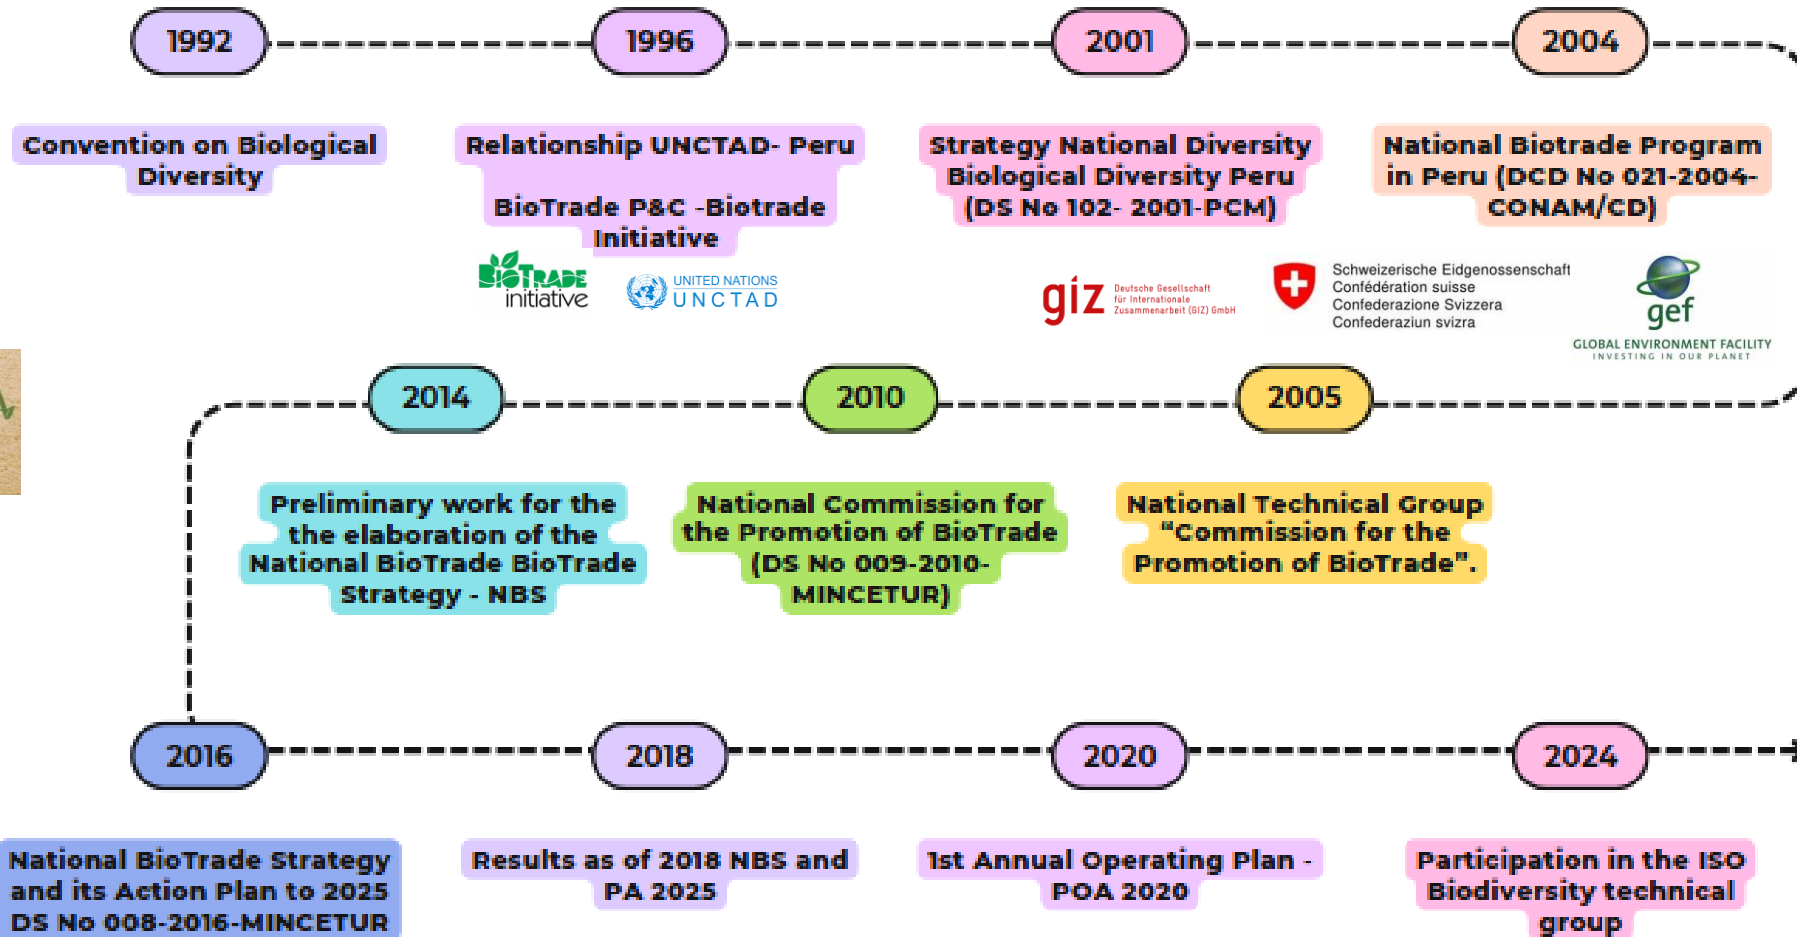 1992
1996
2001
2004
Convention on Biological
Diversity
Relationship UNCTAD- Peru
BioTrade P&C -Biotrade
Initiative
Strategy National Diversity
Biological Diversity Peru
(DS No 102- 2001-PCM)
National Biotrade Program
in Peru (DCD No 021-2004-
CONAM/CD)
BIOTRADE
initiative
UNITED NATIONS
UNCTAD
giz
Deutsche Gesellschaft
für Internationale
Zusammenarbeit (GIZ) GmbH
Schweizerische Eidgenossenschaft
Confédération suisse
Confederazione Svizzera
Confederaziun svizra
gef
GLOBAL ENVIRONMENT FACILITY
INVESTING IN OUR PLANET
2014
2010
2005
Preliminary work for the
the elaboration of the
National BioTrade BioTrade
Strategy - NBS
National Commission for
the Promotion of BioTrade
(DS No 009-2010-
MINCETUR)
National Technical Group
“Commission for the
Promotion of BioTrade”.
2016
2018
2020
2024
National BioTrade Strategy
and its Action Plan to 2025
DS No 008-2016-MINCETUR
Results as of 2018 NBS and
PA 2025
1st Annual Operating Plan -
POA 2020
Participation in the ISO
Biodiversity technical
group